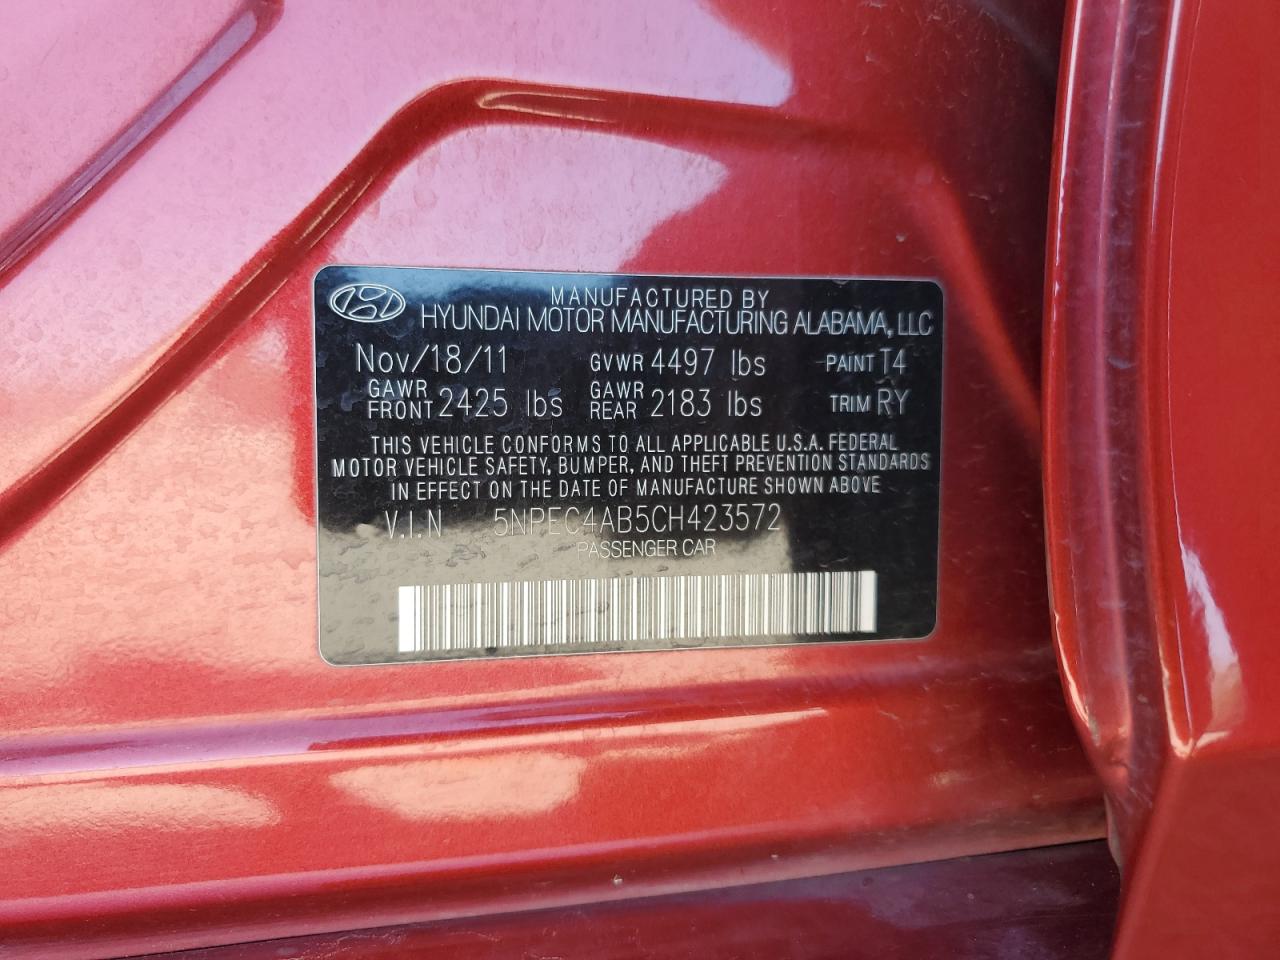 MANUFACTURED BY
HYUNDAI MOTOR MANUFACTURING ALABAMA, LLC
Nov/18/11 GVWR 4497 lbs PAINT T4
GAWR FRONT 2425 lbs GAWR REAR 2183 lbs TRIM RY
THIS VEHICLE CONFORMS TO ALL APPLICABLE U.S.A. FEDERAL
MOTOR VEHICLE SAFETY, BUMPER, AND THEFT PREVENTION STANDARDS
IN EFFECT ON THE DATE OF MANUFACTURE SHOWN ABOVE
V.I.N 5NPEC4AB5CH423572
PASSENGER CAR